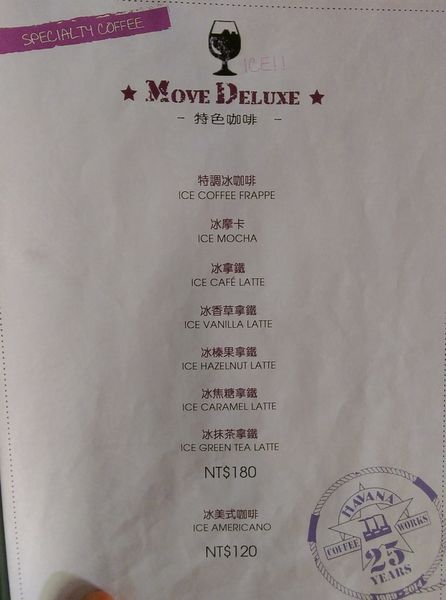 SPECIALTY COFFEE
ICE!!
★ MOVE DELUXE ★
- 特色咖啡 -
特調冰咖啡
ICE COFFEE FRAPPE
冰摩卡
ICE MOCHA
冰拿鐵
ICE CAFÉ LATTE
冰香草拿鐵
ICE VANILLA LATTE
冰榛果拿鐵
ICE HAZELNUT LATTE
冰焦糖拿鐵
ICE CARAMEL LATTE
冰抹茶拿鐵
ICE GREEN TEA LATTE
NT$180
冰美式咖啡
ICE AMERICANO
NT$120
HAVANA
COFFEE WORKS
25
YEARS
1989-2014